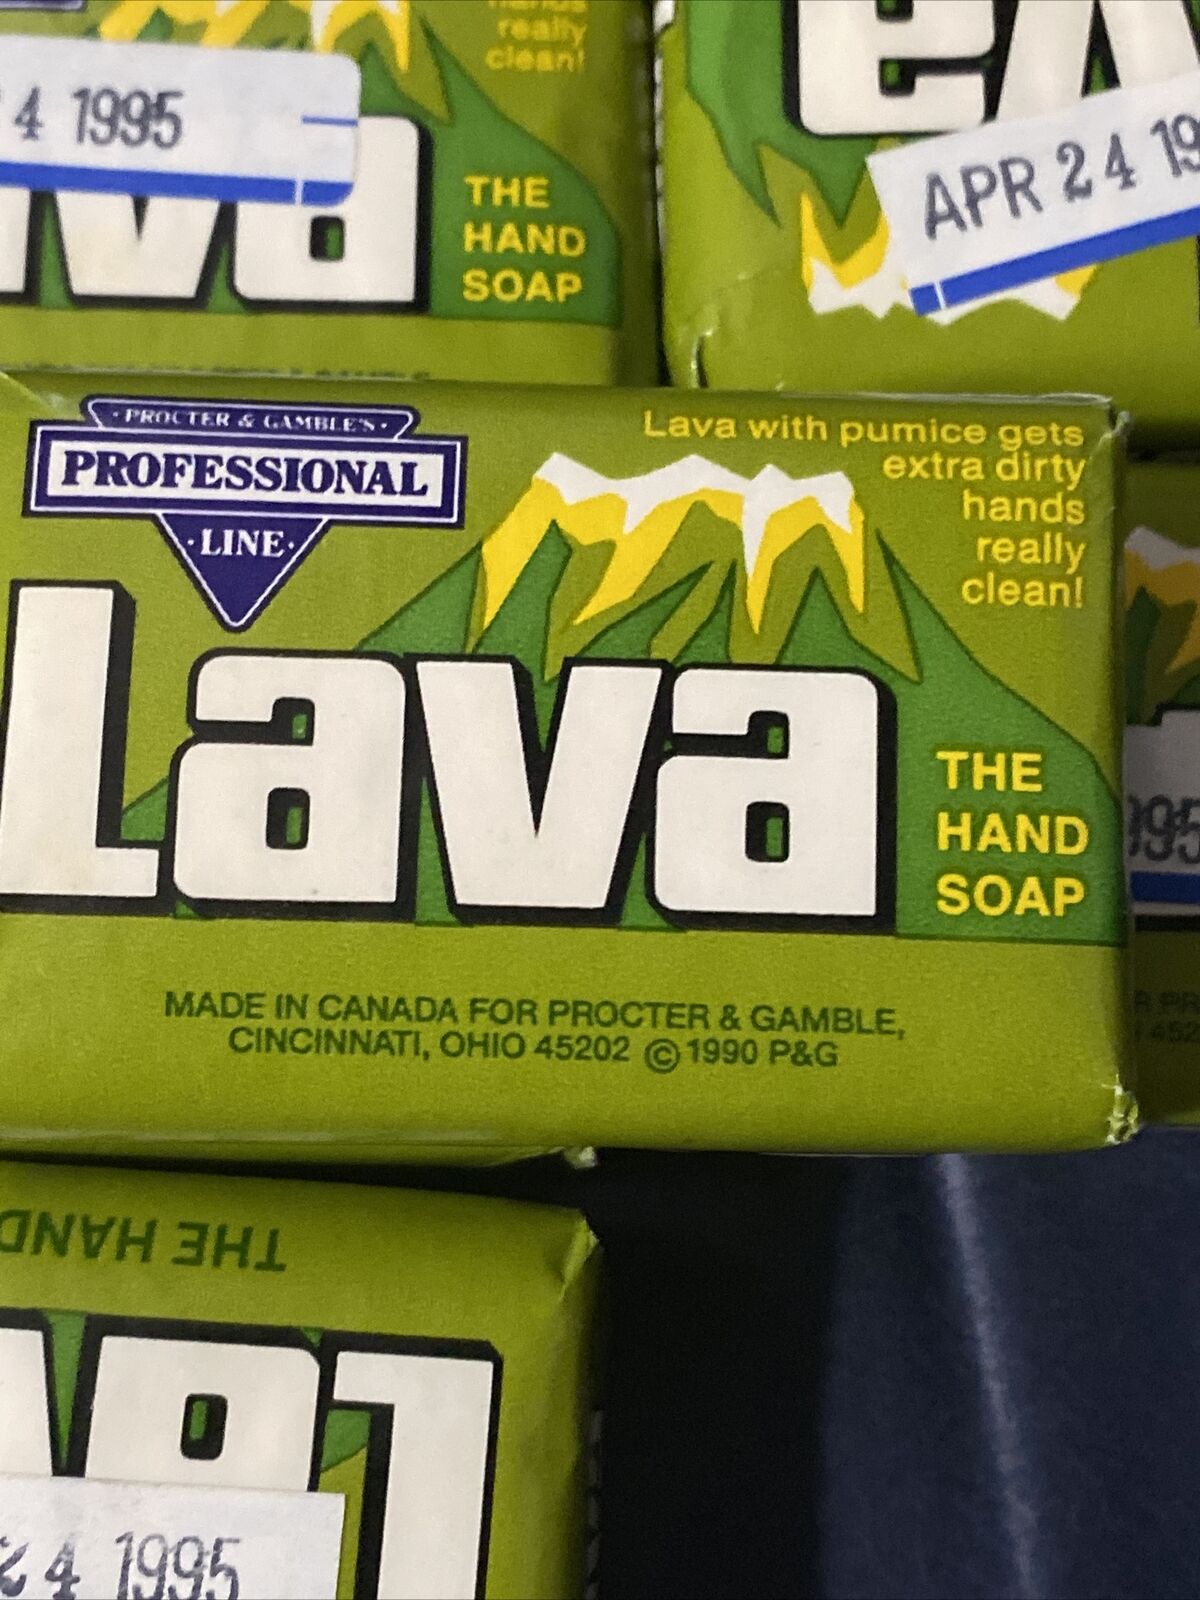 hands
really
clean!
4 1995
THE
HAND
SOAP
APR 24 19
·PROCTER & GAMBLE'S·
PROFESSIONAL
·LINE·
Lava with pumice gets
extra dirty
hands
really
clean!
Lava
THE
HAND
SOAP
MADE IN CANADA FOR PROCTER & GAMBLE,
CINCINNATI, OHIO 45202 © 1990 P&G
995
THE HAND
24 1995